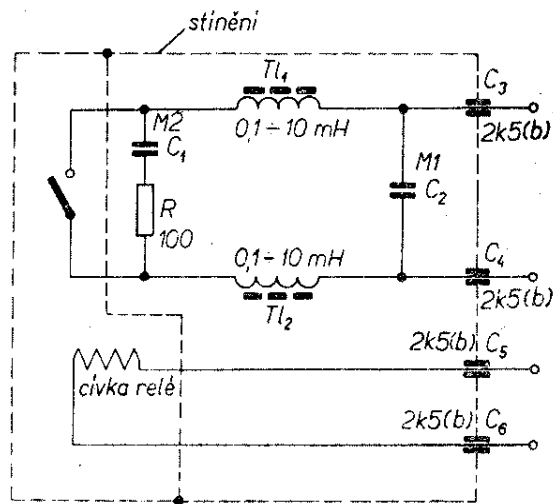 stínění
Tl₁
C₃
0,1 ÷ 10 mH
2k5(b)
M2
C₁
M1
C₂
R
100
0,1 ÷ 10 mH
C₄
Tl₂
2k5(b)
2k5(b) C₅
cívka relé
2k5(b) C₆